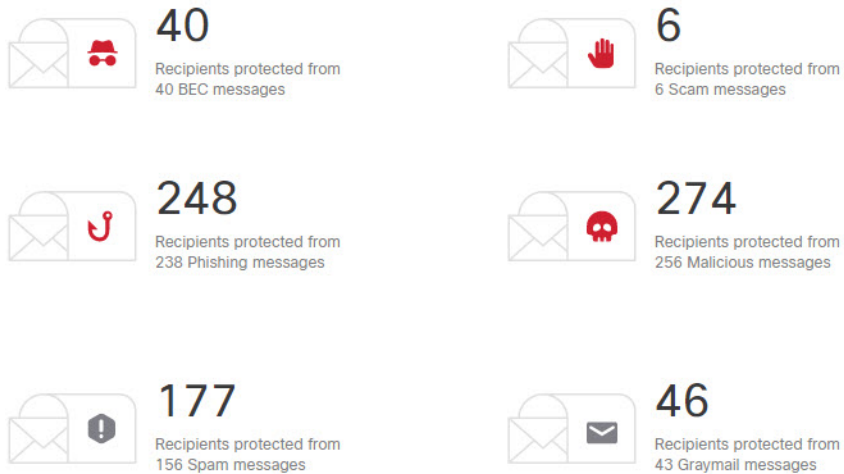 40
Recipients protected from
40 BEC messages
6
Recipients protected from
6 Scam messages
248
Recipients protected from
238 Phishing messages
274
Recipients protected from
256 Malicious messages
177
Recipients protected from
156 Spam messages
46
Recipients protected from
43 Graymail messages